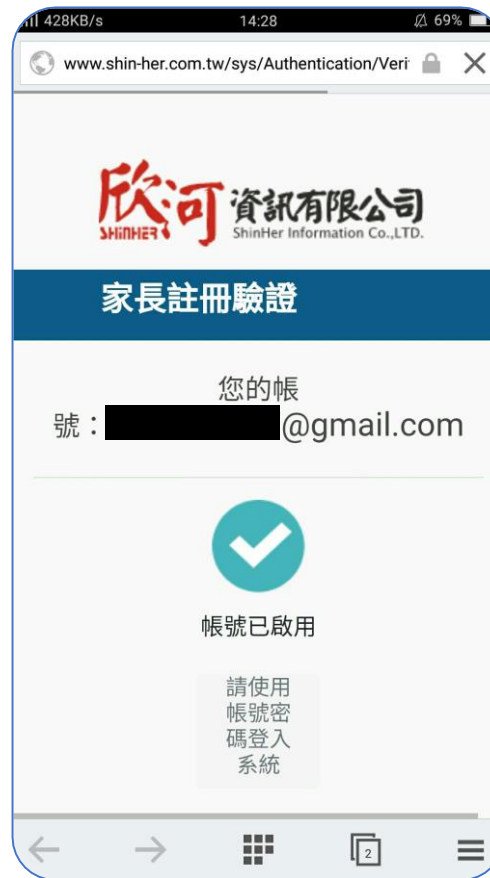 428KB/s 14:28 69%
www.shin-her.com.tw/sys/Authentication/Veri
欣河 資訊有限公司
SHINHER ShinHer Information Co.,LTD.
家長註冊驗證
您的帳
號：@gmail.com
帳號已啟用
請使用
帳號密
碼登入
系統
2